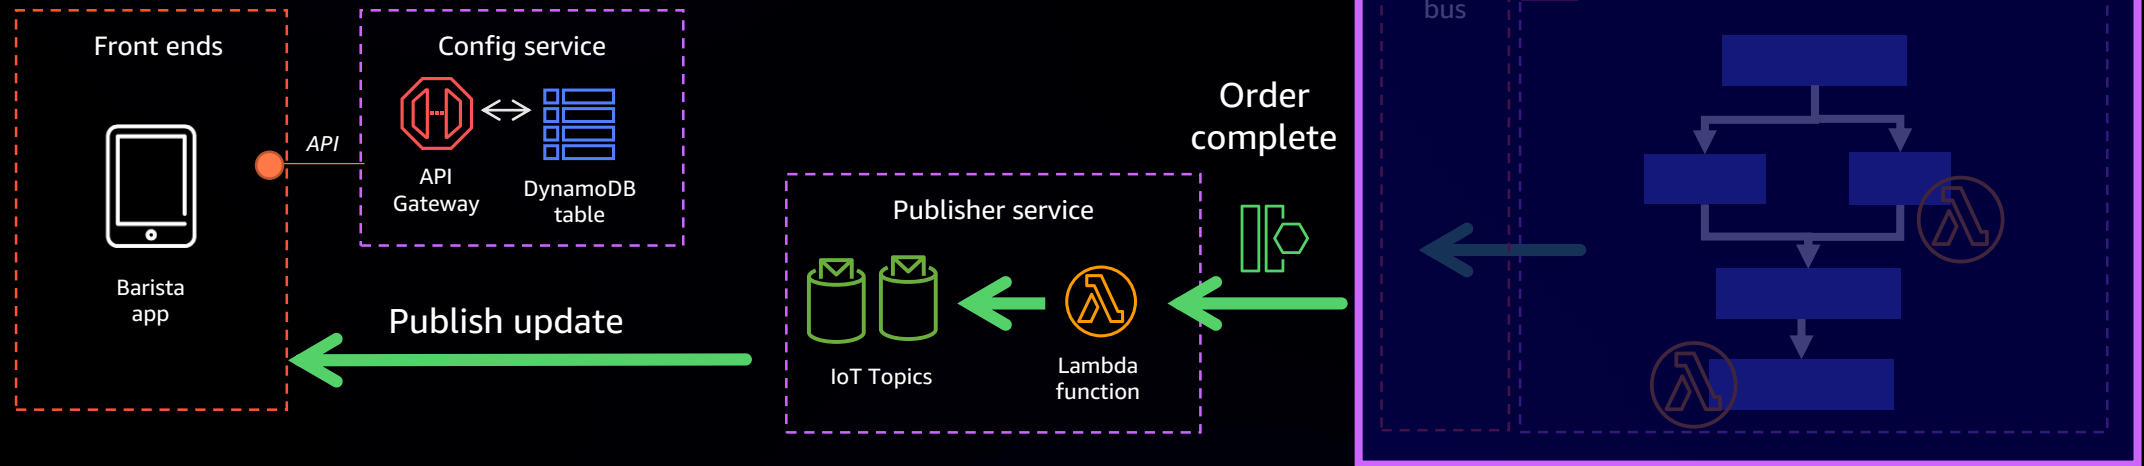 Front ends
Config service
bus
Order
complete
API
API
Gateway
DynamoDB
table
Publisher service
Barista
app
Publish update
IoT Topics
Lambda
function